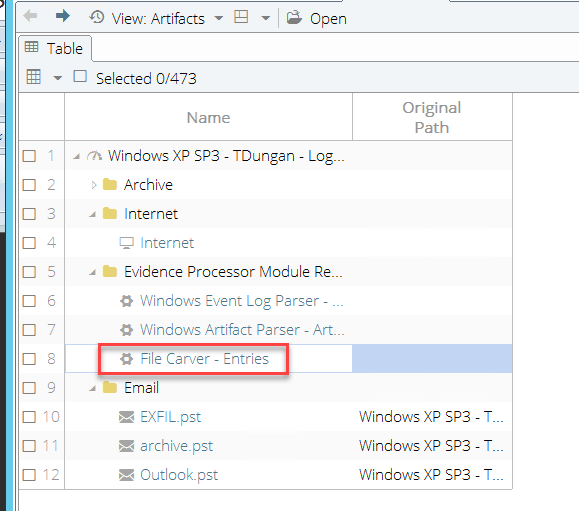 View: Artifacts Open
Table
Selected 0/473
Name Original Path
1 Windows XP SP3 - TDungan - Log...
2 Archive
3 Internet
4 Internet
5 Evidence Processor Module Re...
6 Windows Event Log Parser - ...
7 Windows Artifact Parser - Art...
8 File Carver - Entries
9 Email
10 EXFIL.pst Windows XP SP3 - T...
11 archive.pst Windows XP SP3 - T...
12 Outlook.pst Windows XP SP3 - T...